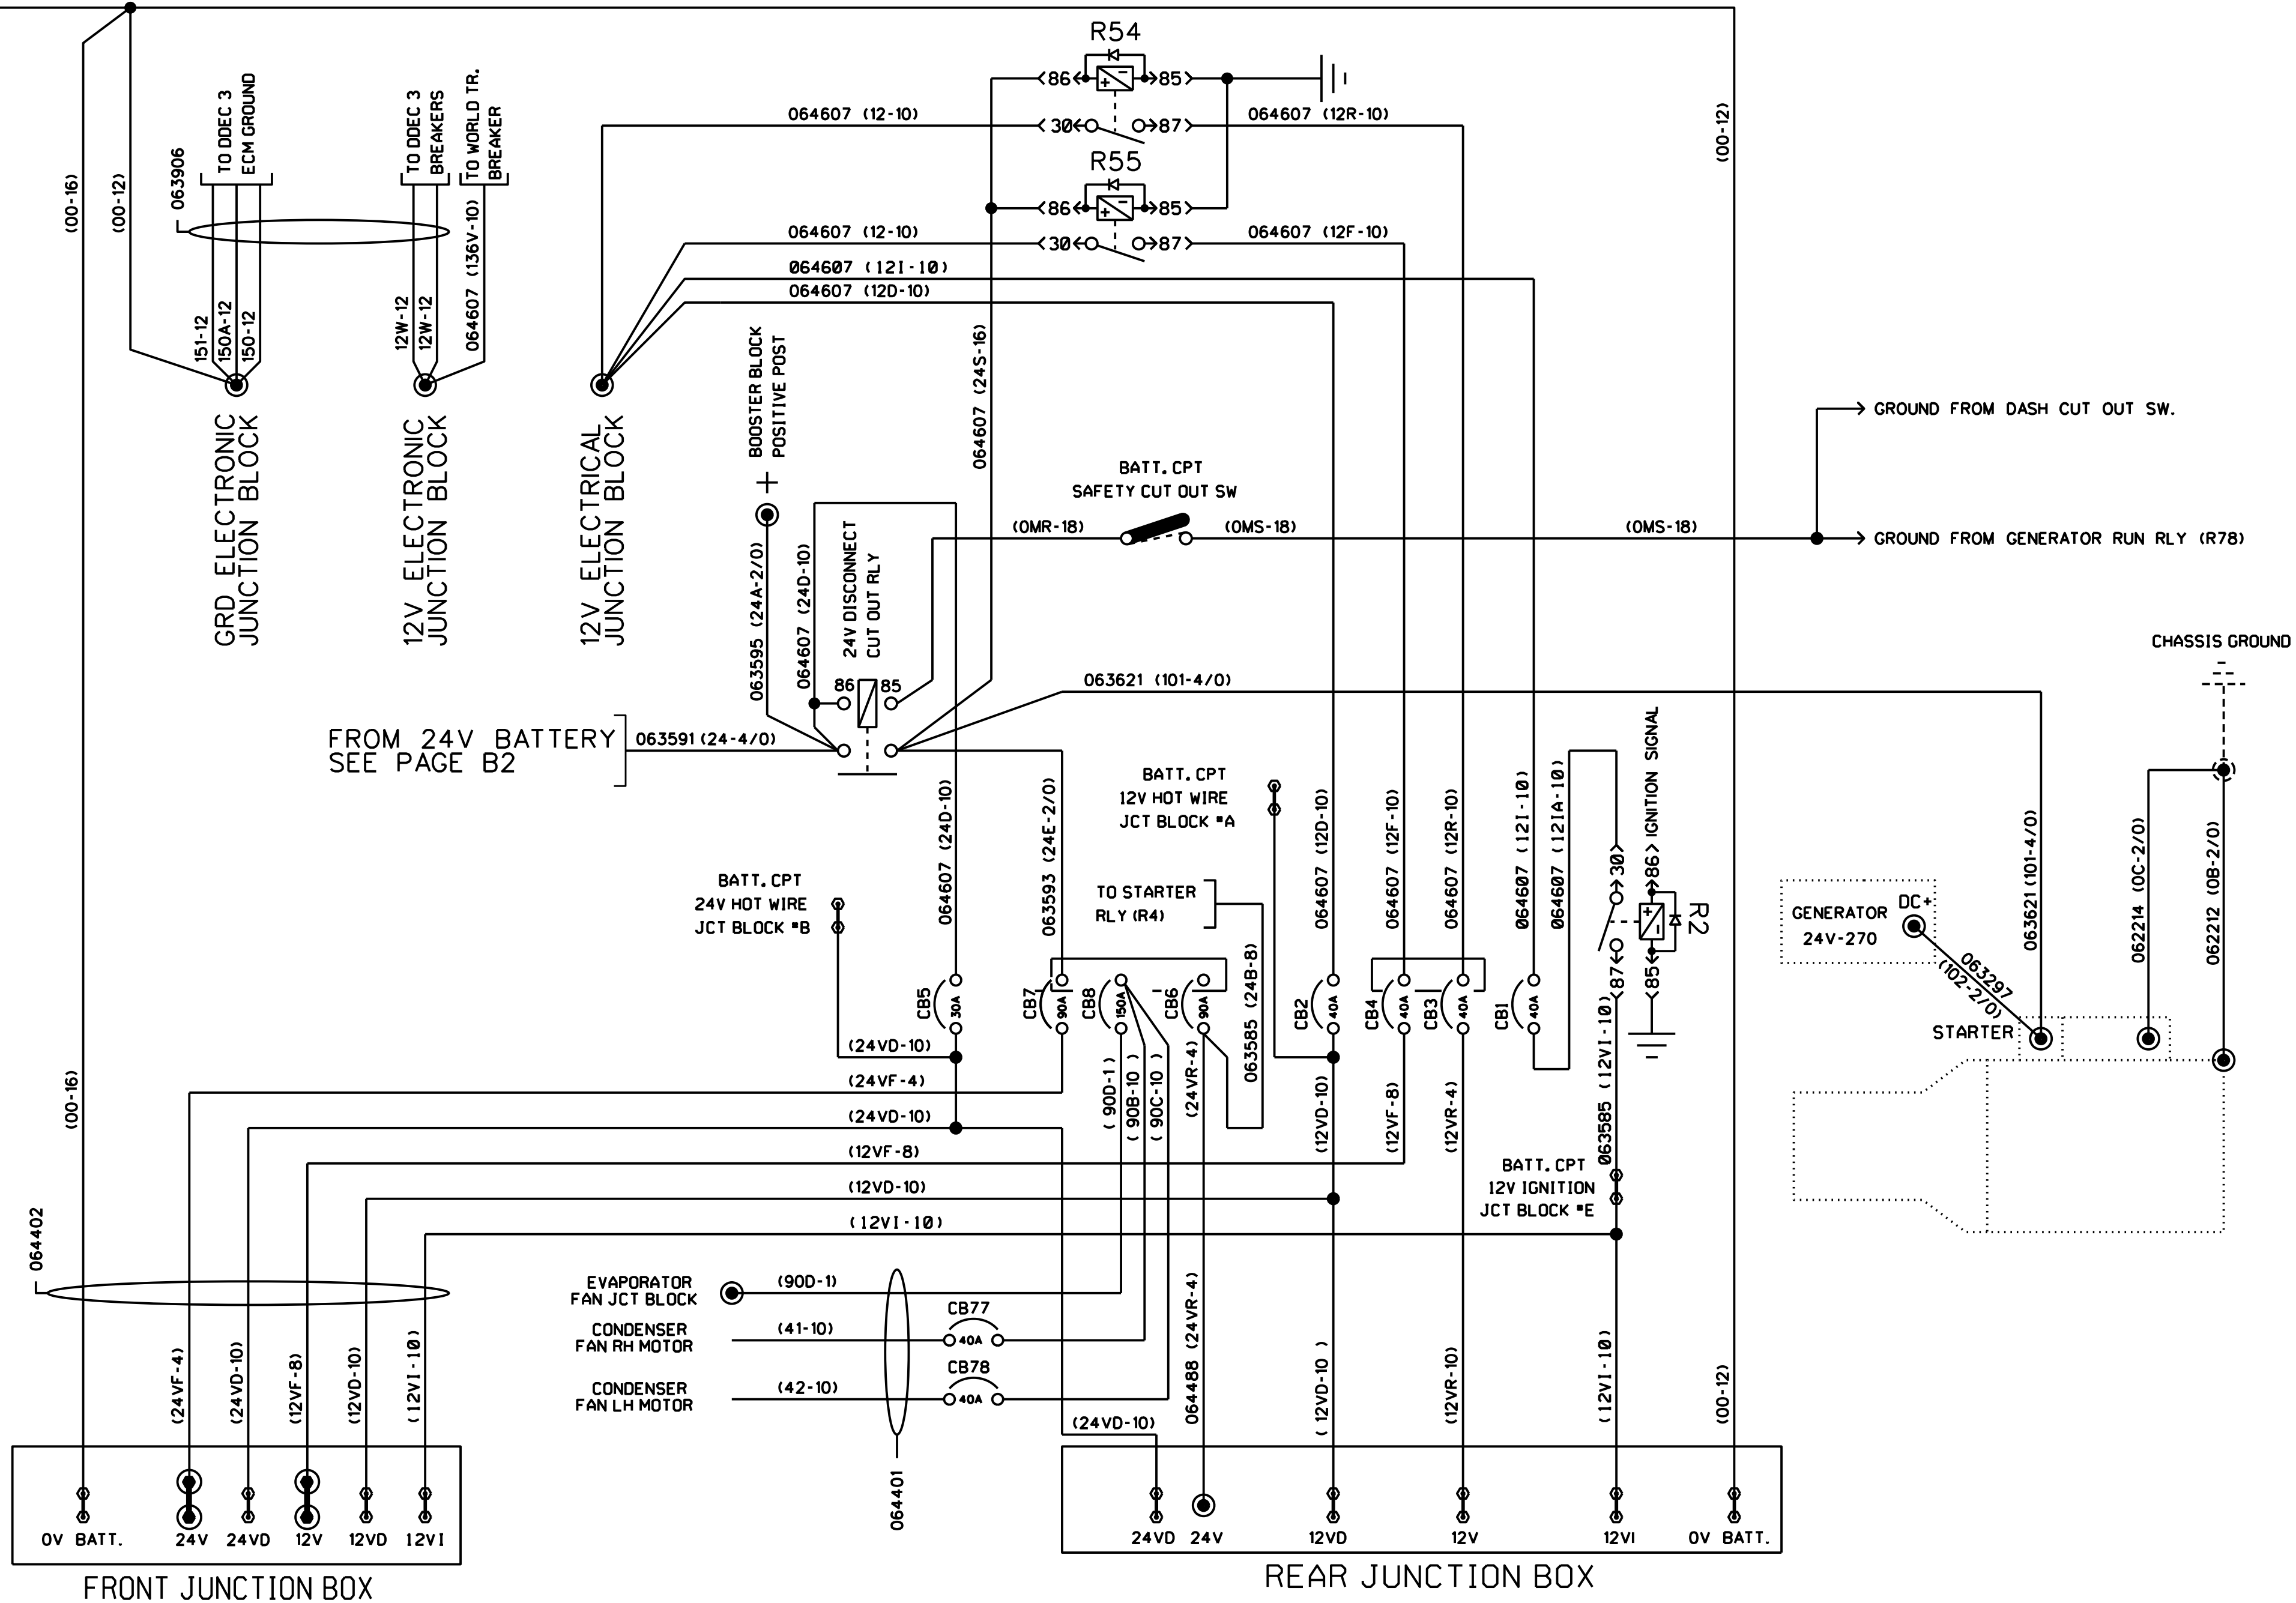 R54
86
85
064607 (12-10)
30
87
064607 (12R-10)
R55
86
85
064607 (12-10)
30
87
064607 (12F-10)
064607 (12I-10)
064607 (12D-10)
(00-16)
(00-12)
063906
TO DDEC 3
ECM GROUND
TO DDEC 3
BREAKERS
TO WORLD TR.
BREAKER
151-12
150A-12
150-12
12W-12
12W-12
064607 (136V-10)
(00-12)
GRD ELECTRONIC
JUNCTION BLOCK
12V ELECTRONIC
JUNCTION BLOCK
12V ELECTRICAL
JUNCTION BLOCK
BOOSTER BLOCK
POSITIVE POST
+
064607 (24S-16)
063595 (24A-2/0)
064607 (24D-10)
24V DISCONNECT
CUT OUT RLY
86
85
BATT. CPT
SAFETY CUT OUT SW
(0MR-18)
(0MS-18)
(0MS-18)
GROUND FROM DASH CUT OUT SW.
GROUND FROM GENERATOR RUN RLY (R78)
CHASSIS GROUND
063621 (101-4/0)
FROM 24V BATTERY
SEE PAGE B2
063591 (24-4/0)
BATT. CPT
12V HOT WIRE
JCT BLOCK "A
BATT. CPT
24V HOT WIRE
JCT BLOCK "B
TO STARTER
RLY (R4)
064607 (24D-10)
063593 (24E-2/0)
063585 (24B-8)
064607 (12D-10)
064607 (12F-10)
064607 (12R-10)
064607 (12I-10)
064607 (12IA-10)
30
86
IGNITION SIGNAL
R2
87
85
GENERATOR
24V-270
DC+
063297
(102-2/0)
063621 (101-4/0)
062214 (0C-2/0)
062212 (0B-2/0)
STARTER
CB5
30A
CB7
90A
CB8
150A
CB6
90A
CB2
40A
CB4
40A
CB3
40A
CB1
40A
(24VD-10)
(24VF-4)
(24VD-10)
(12VF-8)
(12VD-10)
(12VI-10)
(90D-1)
(90B-10)
(90C-10)
(24VR-4)
(12VD-10)
(12VF-8)
(12VR-4)
063585 (12VI-10)
BATT. CPT
12V IGNITION
JCT BLOCK "E
(00-16)
064402
EVAPORATOR
FAN JCT BLOCK
(90D-1)
CONDENSER
FAN RH MOTOR
(41-10)
CB77
40A
CONDENSER
FAN LH MOTOR
(42-10)
CB78
40A
064401
(24VF-4)
(24VD-10)
(12VF-8)
(12VD-10)
(12VI-10)
(24VD-10)
064488 (24VR-4)
(12VD-10)
(12VR-10)
(12VI-10)
(00-12)
0V BATT.
24V
24VD
12V
12VD
12VI
FRONT JUNCTION BOX
24VD
24V
12VD
12V
12VI
0V BATT.
REAR JUNCTION BOX